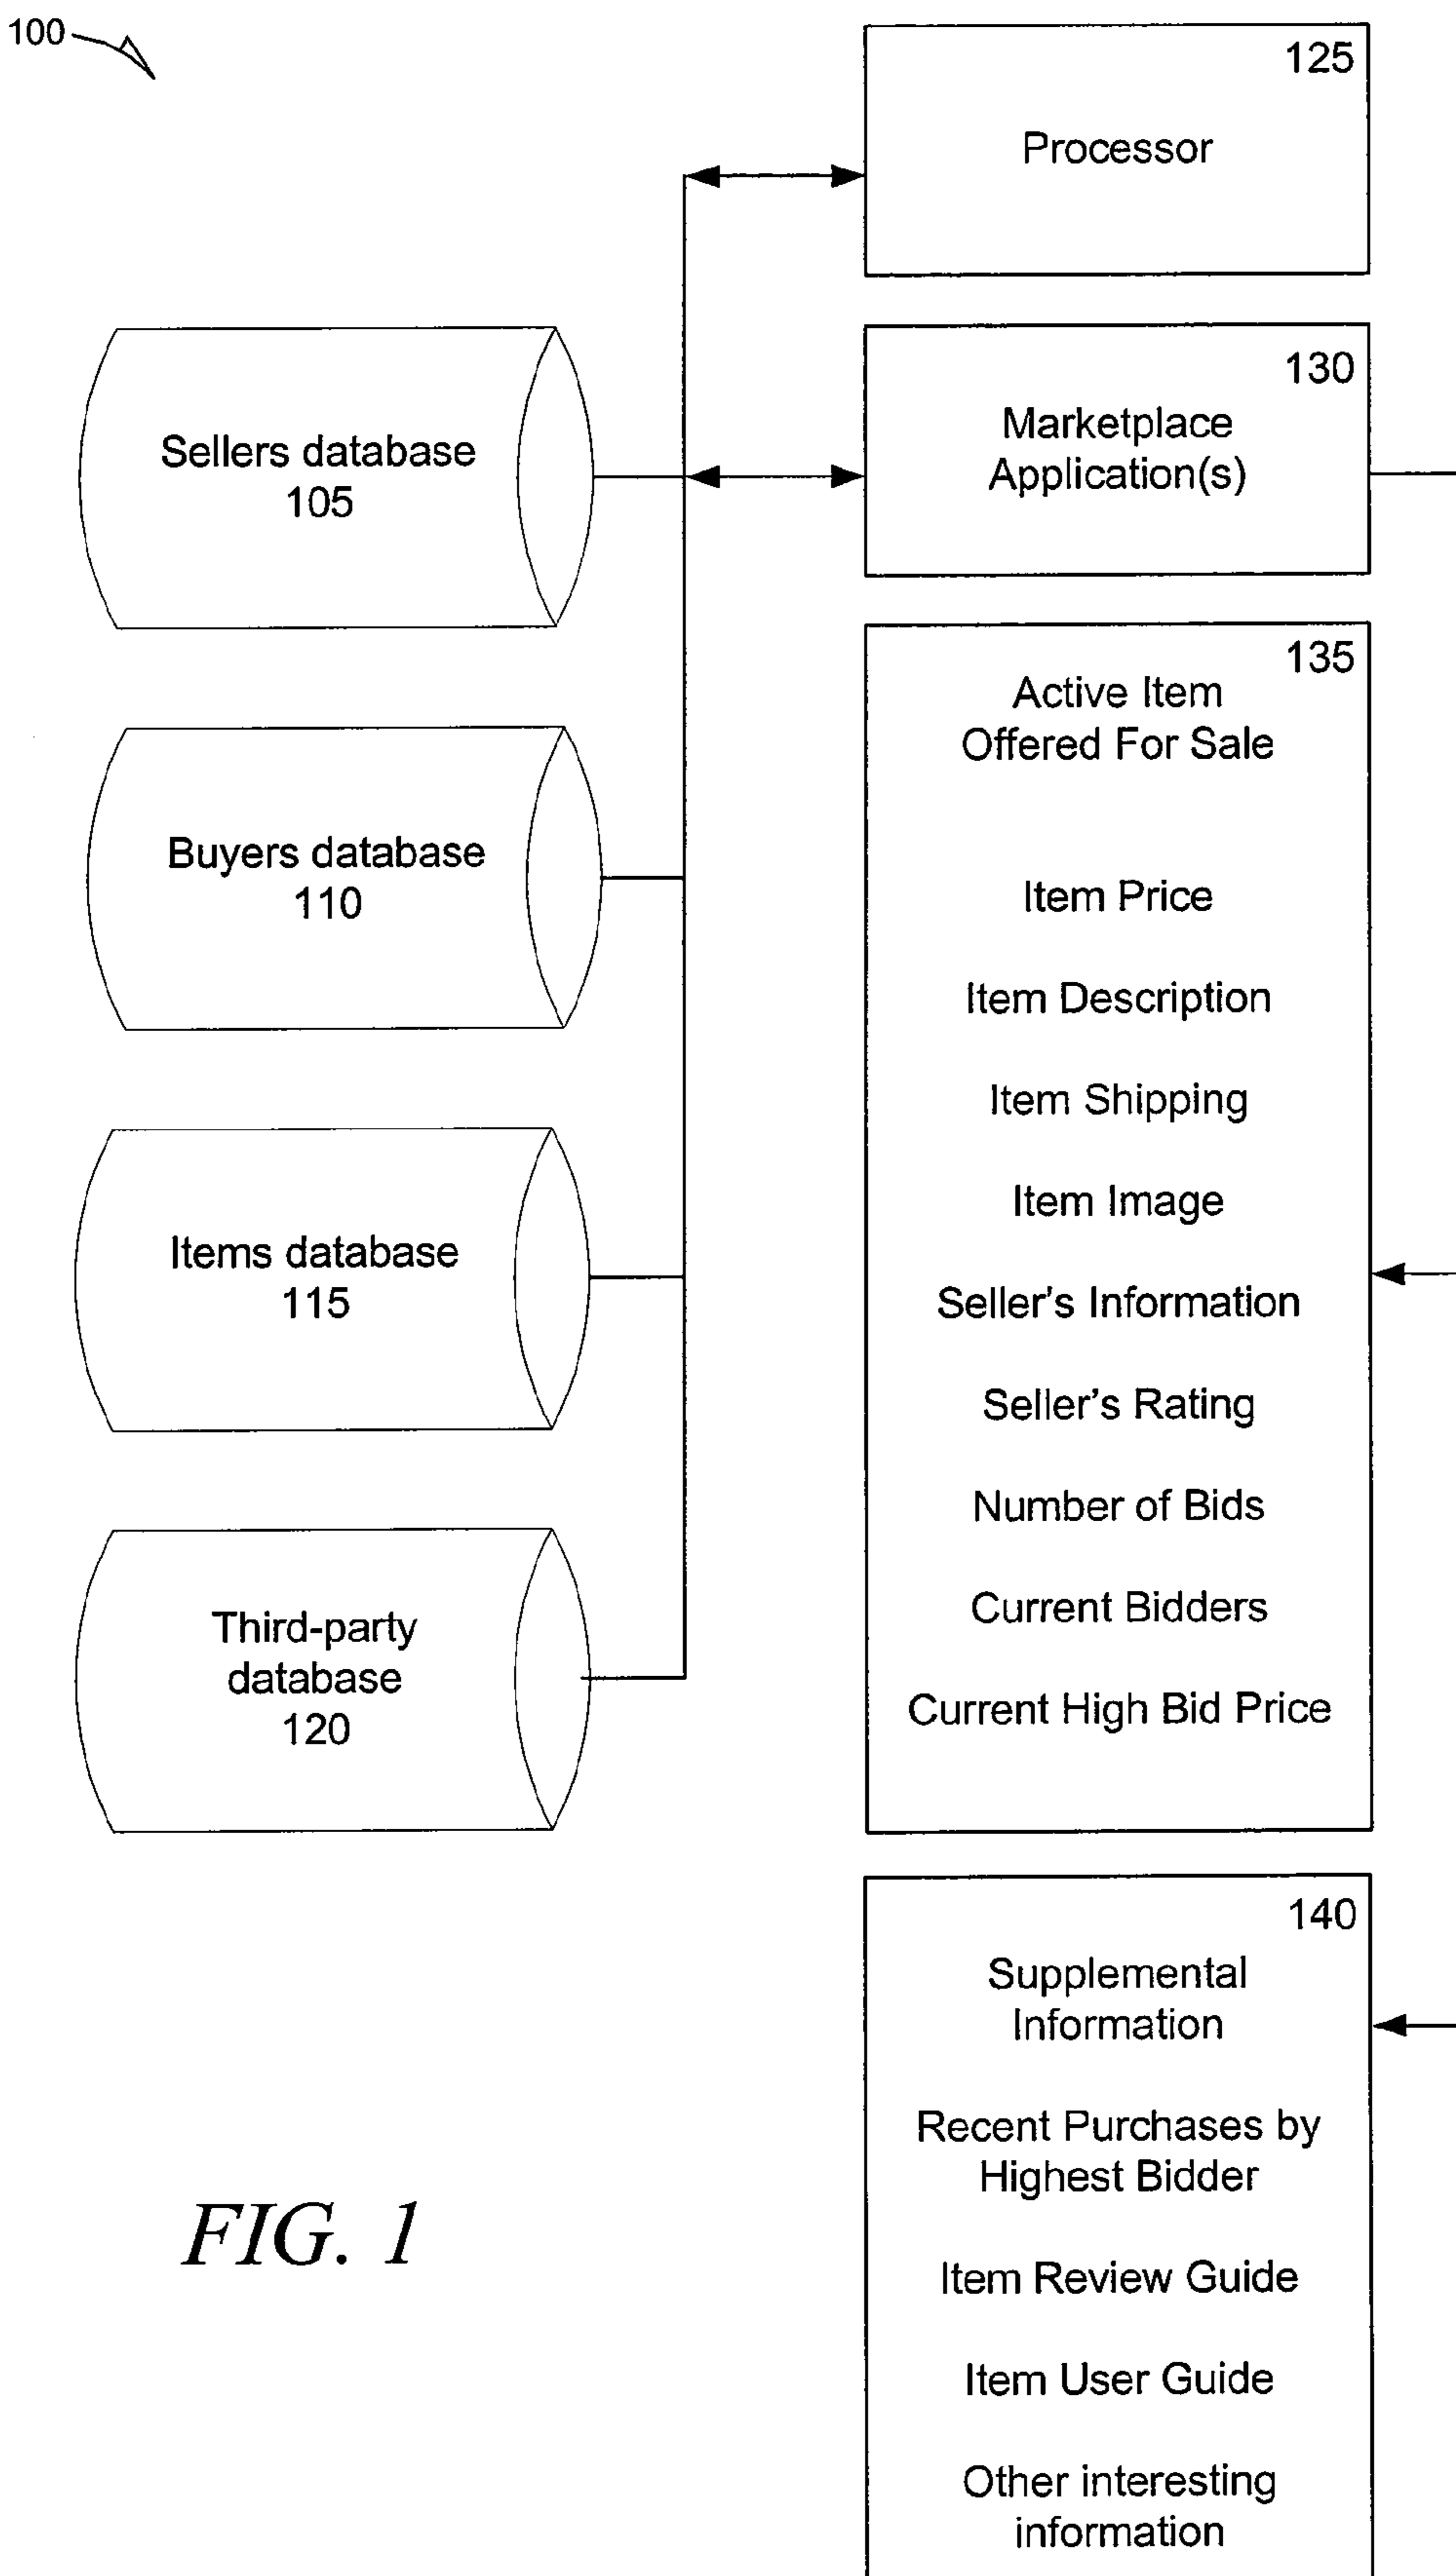 100
125
Processor
130
Marketplace
Application(s)
Sellers database
105
135
Active Item
Offered For Sale
Item Price
Item Description
Item Shipping
Item Image
Seller's Information
Seller's Rating
Number of Bids
Current Bidders
Current High Bid Price
Buyers database
110
Items database
115
Third-party
database
120
140
Supplemental
Information
Recent Purchases by
Highest Bidder
Item Review Guide
Item User Guide
Other interesting
information
FIG. 1